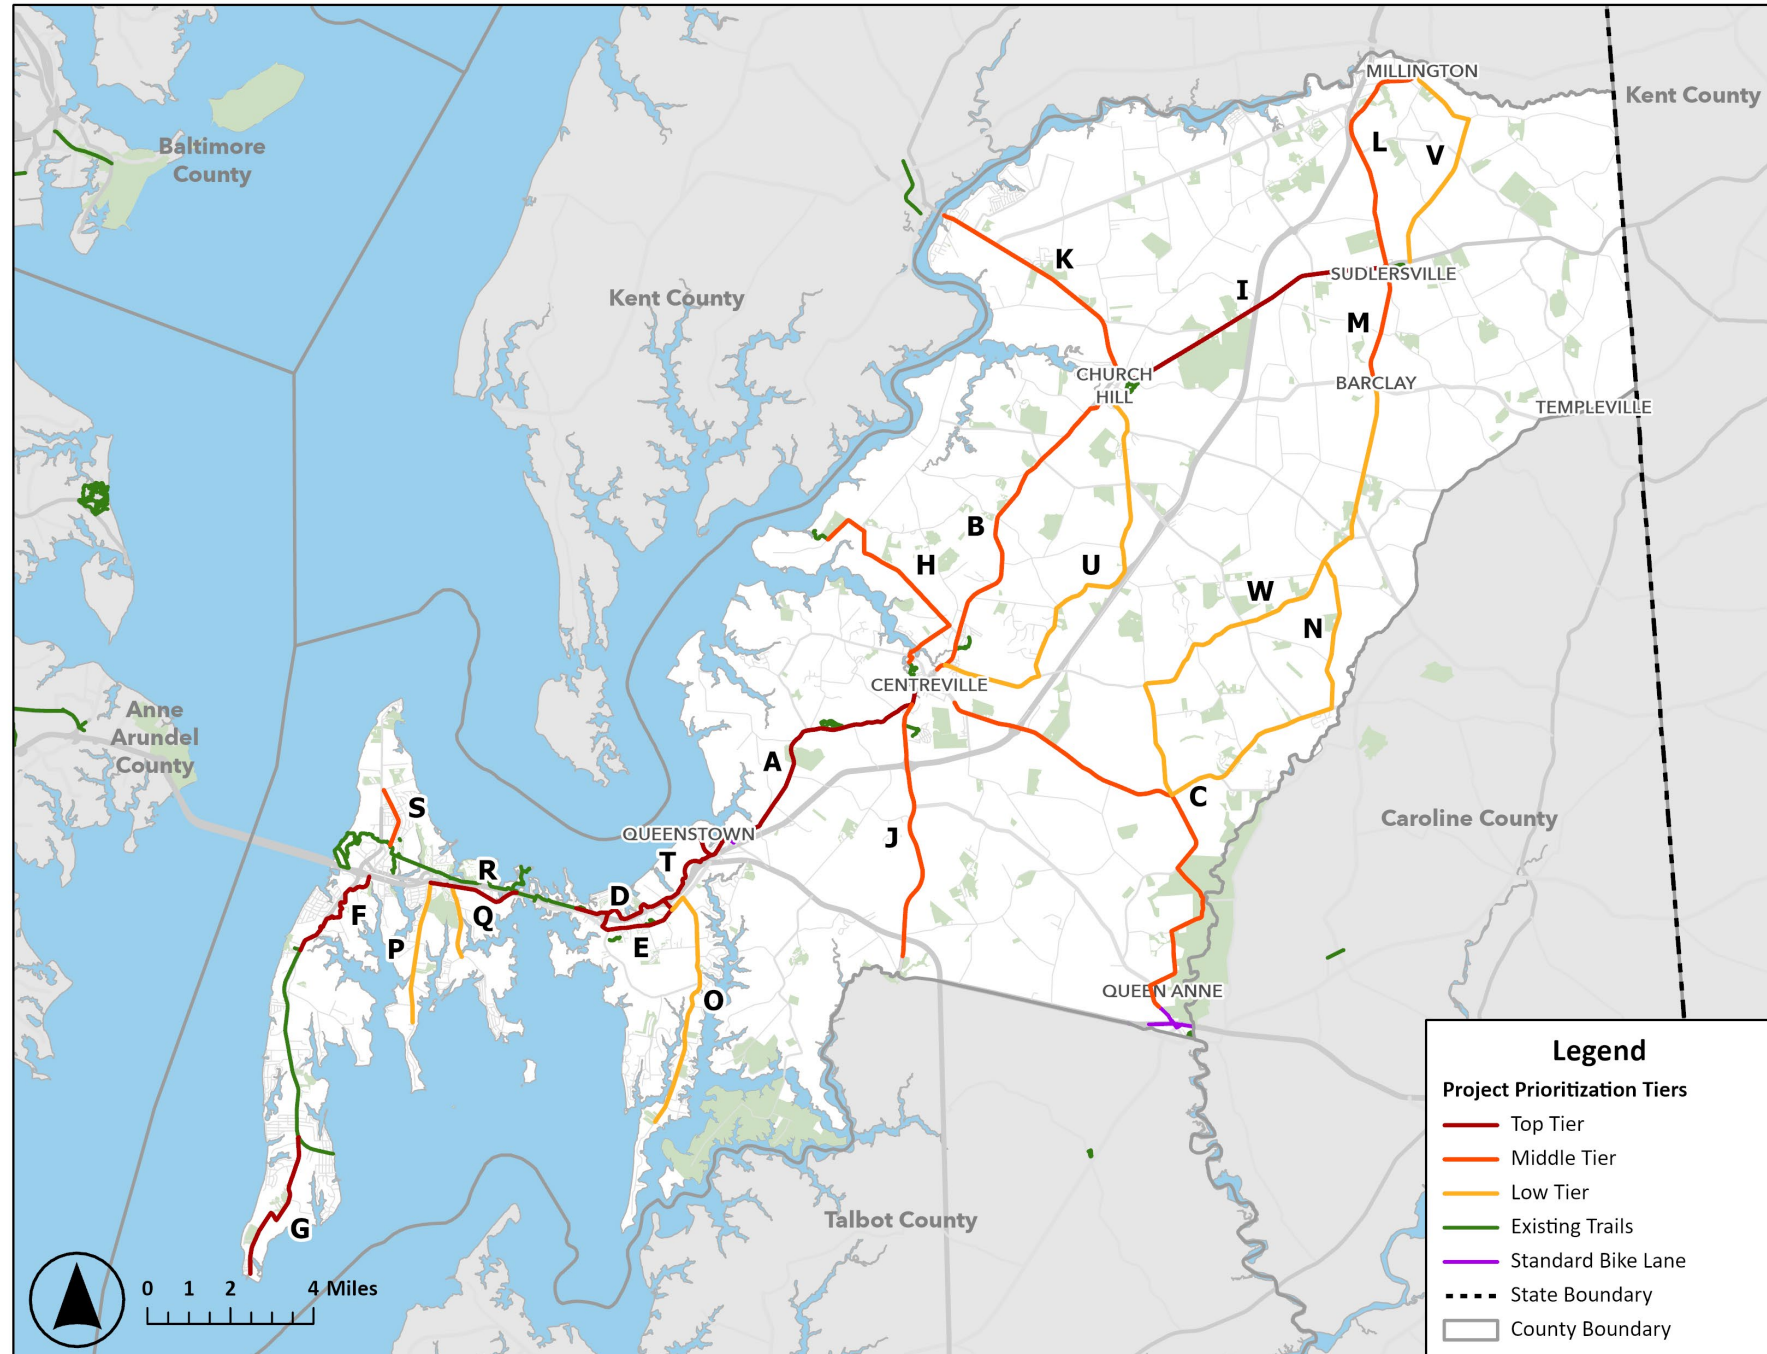 MILLINGTON
Kent County
Baltimore
County
L
V
K
Kent County
I
SUDLERSVILLE
M
CHURCH
HILL
BARCLAY
TEMPLEVILLE
B
H
U
W
N
CENTREVILLE
Anne
Arundel
County
A
S
C
QUEENSTOWN
J
Caroline County
T
R
D
F
Q
P
E
QUEEN ANNE
O
Talbot County
G
0 1 2 4 Miles
Legend
Project Prioritization Tiers
Top Tier
Middle Tier
Low Tier
Existing Trails
Standard Bike Lane
State Boundary
County Boundary